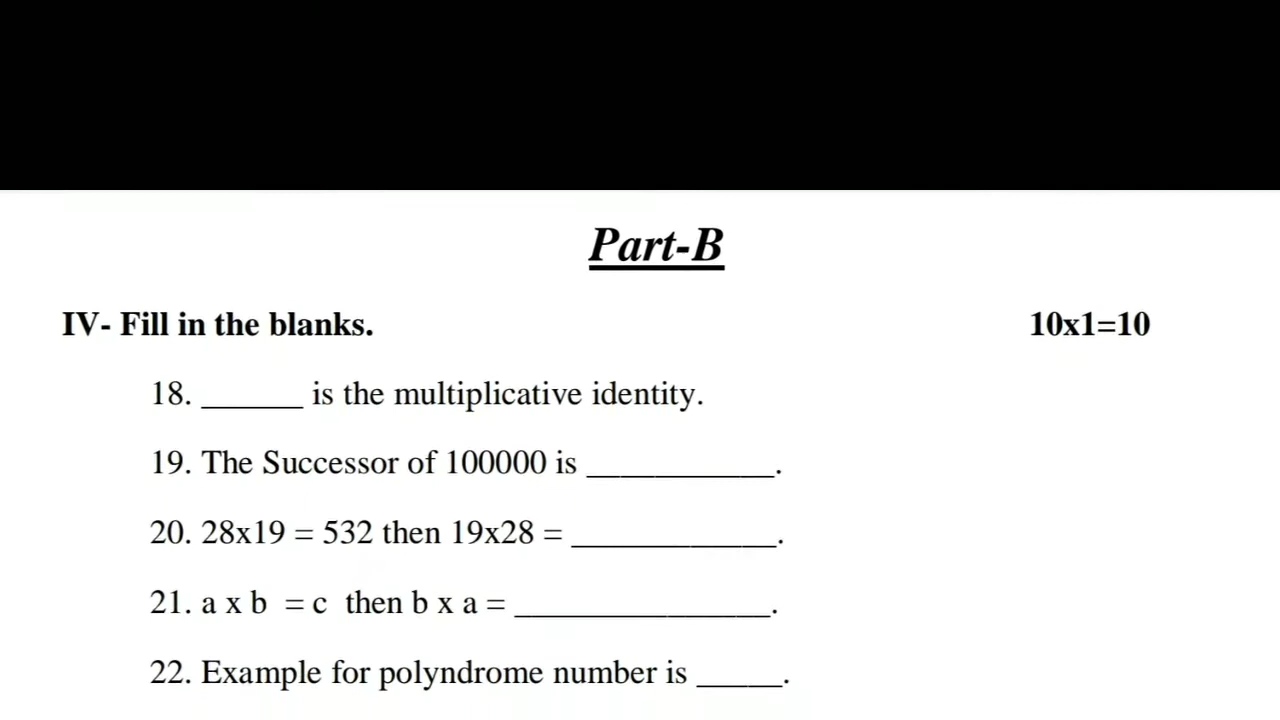 Part-B
IV- Fill in the blanks. 10x1=10
18. ______ is the multiplicative identity.
19. The Successor of 100000 is ___________.
20. 28x19 = 532 then 19x28 = ____________.
21. a x b  = c  then b x a = _______________.
22. Example for polyndrome number is _____.